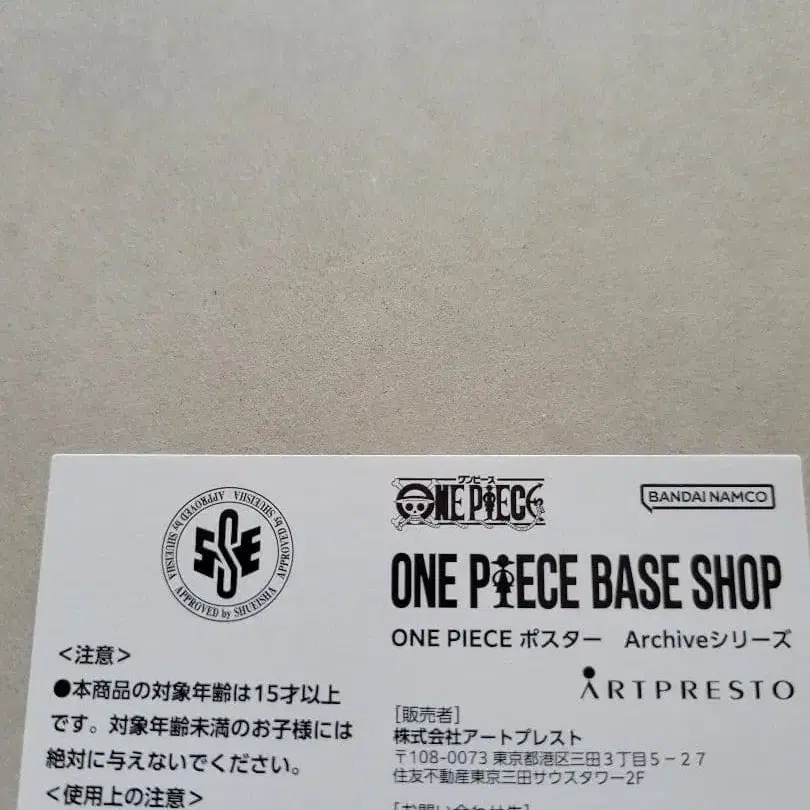 APPROVED by SHUEISHA APPROVED by SHUEISHA APPROVED by SHUEISHA
SSE
<注意>
●本商品の対象年齢は15才以上
です。対象年齢未満のお子様には
絶対に与えないでください。
<使用上の注意>
ワンピース
ONE PIECE
BANDAI NAMCO
ONE PIECE BASE SHOP
ONE PIECE ポスター Archiveシリーズ
ARTPRESTO
[販売者]
株式会社アートプレスト
〒108-0073 東京都港区三田3丁目5-27
住友不動産東京三田サウスタワー2F